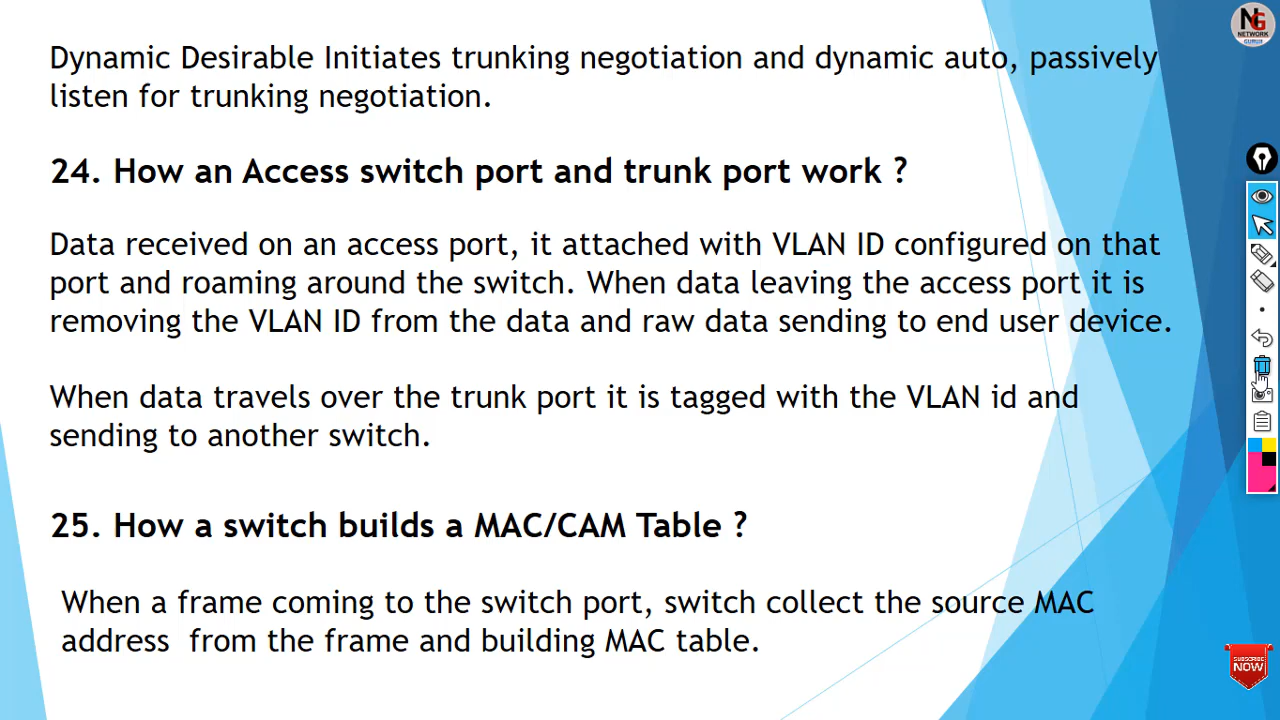 Dynamic Desirable Initiates trunking negotiation and dynamic auto, passively
listen for trunking negotiation.
24. How an Access switch port and trunk port work ?
Data received on an access port, it attached with VLAN ID configured on that
port and roaming around the switch. When data leaving the access port it is
removing the VLAN ID from the data and raw data sending to end user device.
When data travels over the trunk port it is tagged with the VLAN id and
sending to another switch.
25. How a switch builds a MAC/CAM Table ?
When a frame coming to the switch port, switch collect the source MAC
address from the frame and building MAC table.
NG
NETWORK
SUBSCRIBE
NOW